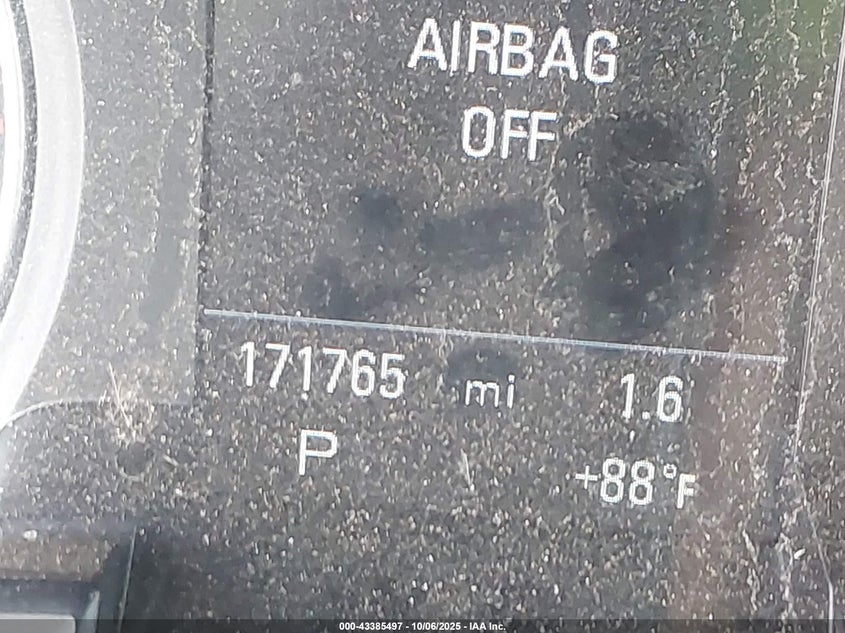 AIRBAG
OFF
171765 mi 1.6
P +88°F
000-43385497 - 10/06/2025 - IAA Inc.